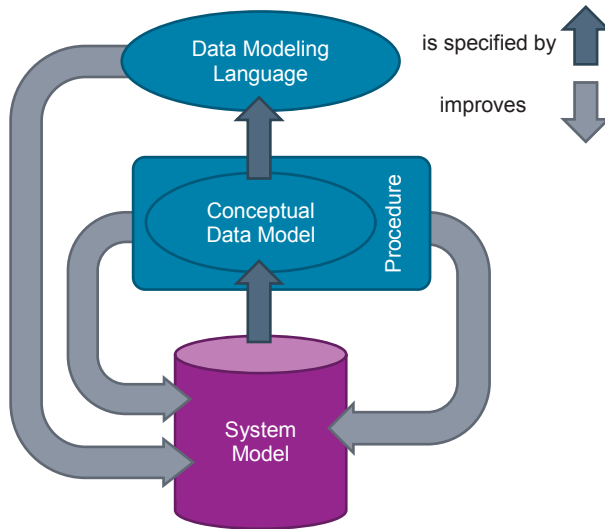 Data Modeling
Language
is specified by
improves
Conceptual
Data Model
Procedure
System
Model